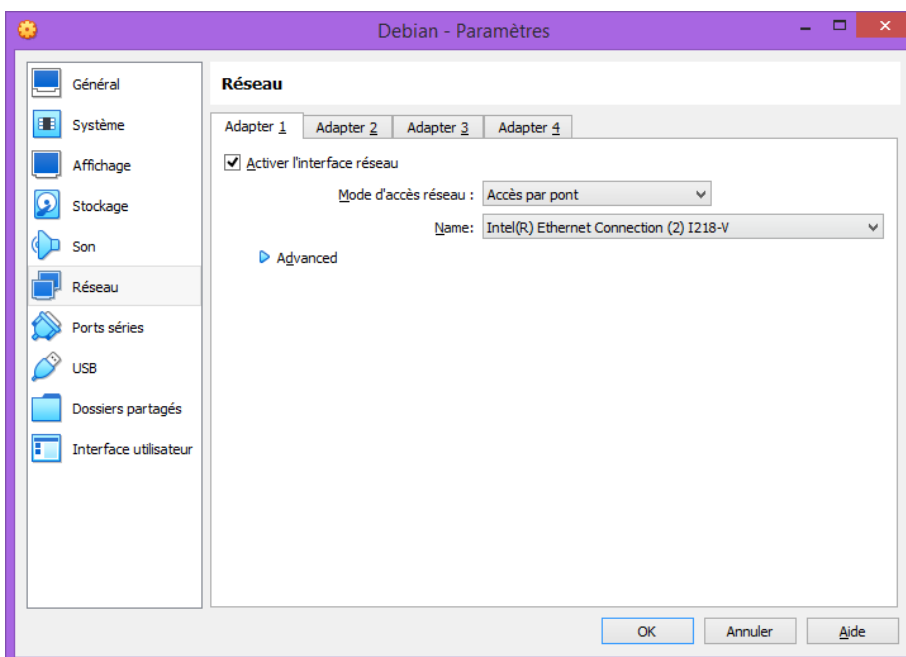 Debian - Paramètres
Général
Système
Affichage
Stockage
Son
Réseau
Ports séries
USB
Dossiers partagés
Interface utilisateur
Réseau
Adapter 1 Adapter 2 Adapter 3 Adapter 4
Activer l'interface réseau
Mode d'accès réseau : Accès par pont
Name: Intel(R) Ethernet Connection (2) I218-V
Advanced
OK Annuler Aide